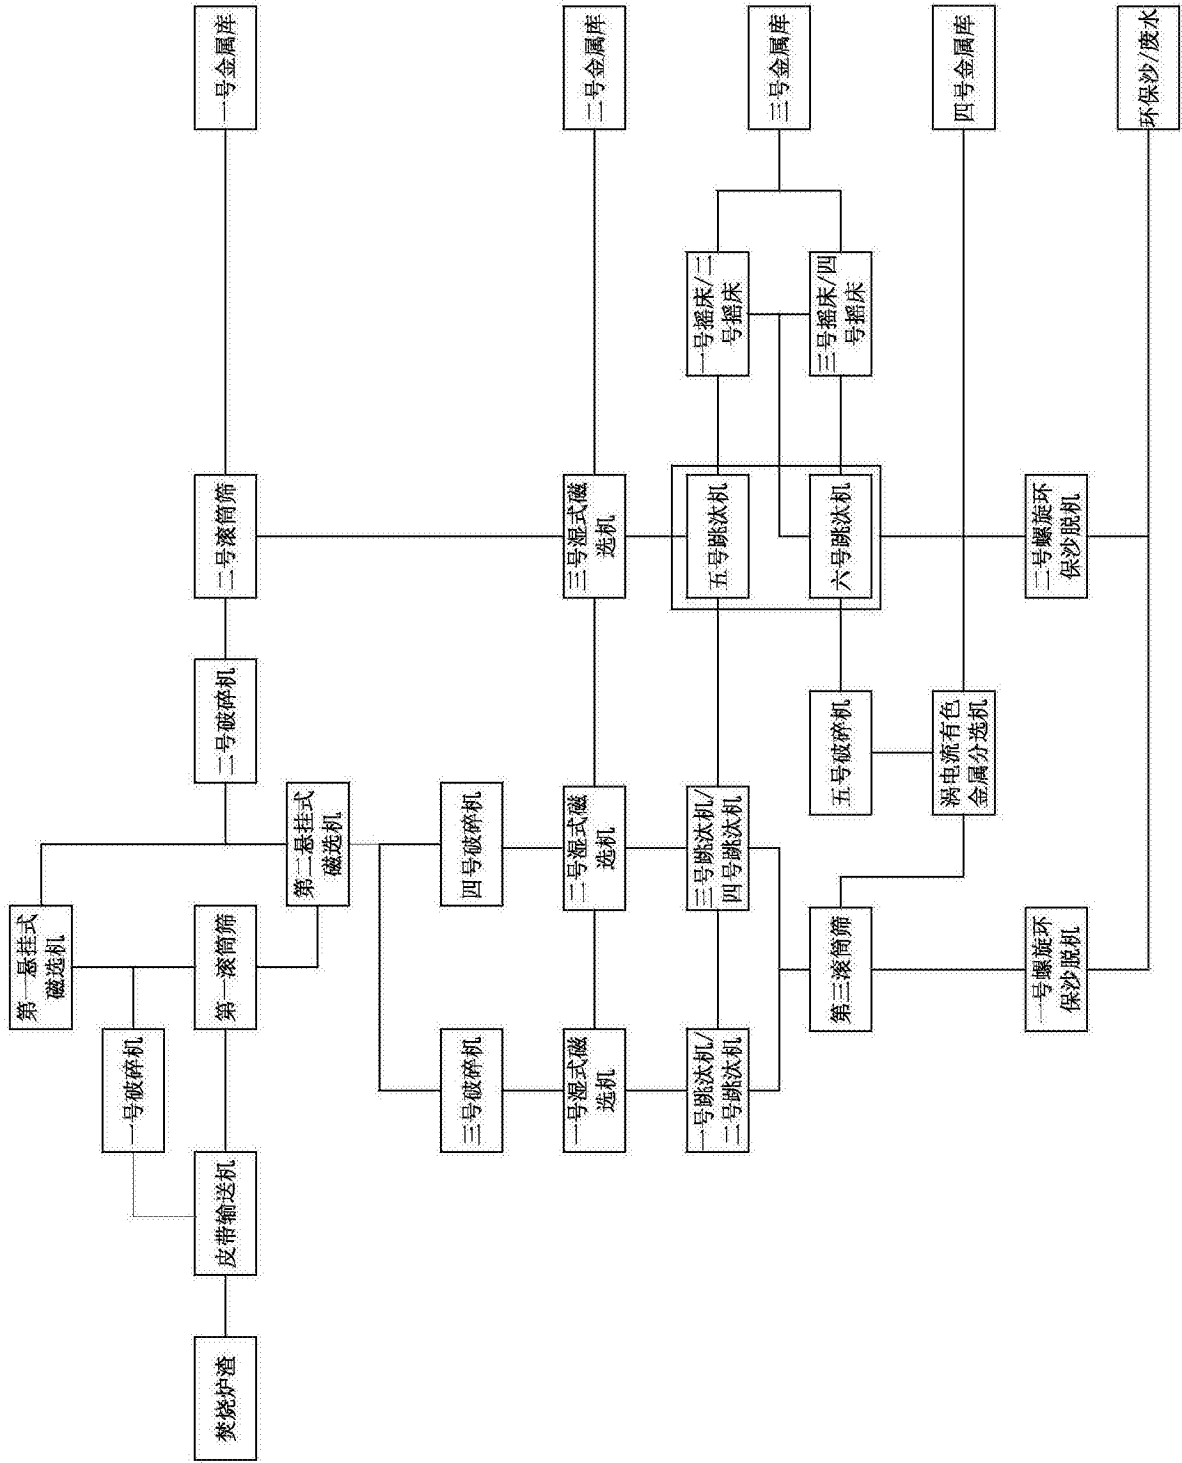 焚烧炉渣
皮带输送机
一号破碎机
第一悬挂式
磁选机
第一滚筒筛
第二悬挂式
磁选机
二号破碎机
二号滚筒筛
一号金属库
三号破碎机
四号破碎机
一号湿式磁
选机
二号湿式磁
选机
三号湿式磁
选机
二号金属库
一号跳汰机/
二号跳汰机
三号跳汰机/
四号跳汰机
五号跳汰机
一号摇床/二
号摇床
三号金属库
第三滚筒筛
五号破碎机
六号跳汰机
三号摇床/四
号摇床
涡电流有色
金属分选机
四号金属库
一号螺旋环
保沙脱机
二号螺旋环
保沙脱机
环保沙/废水